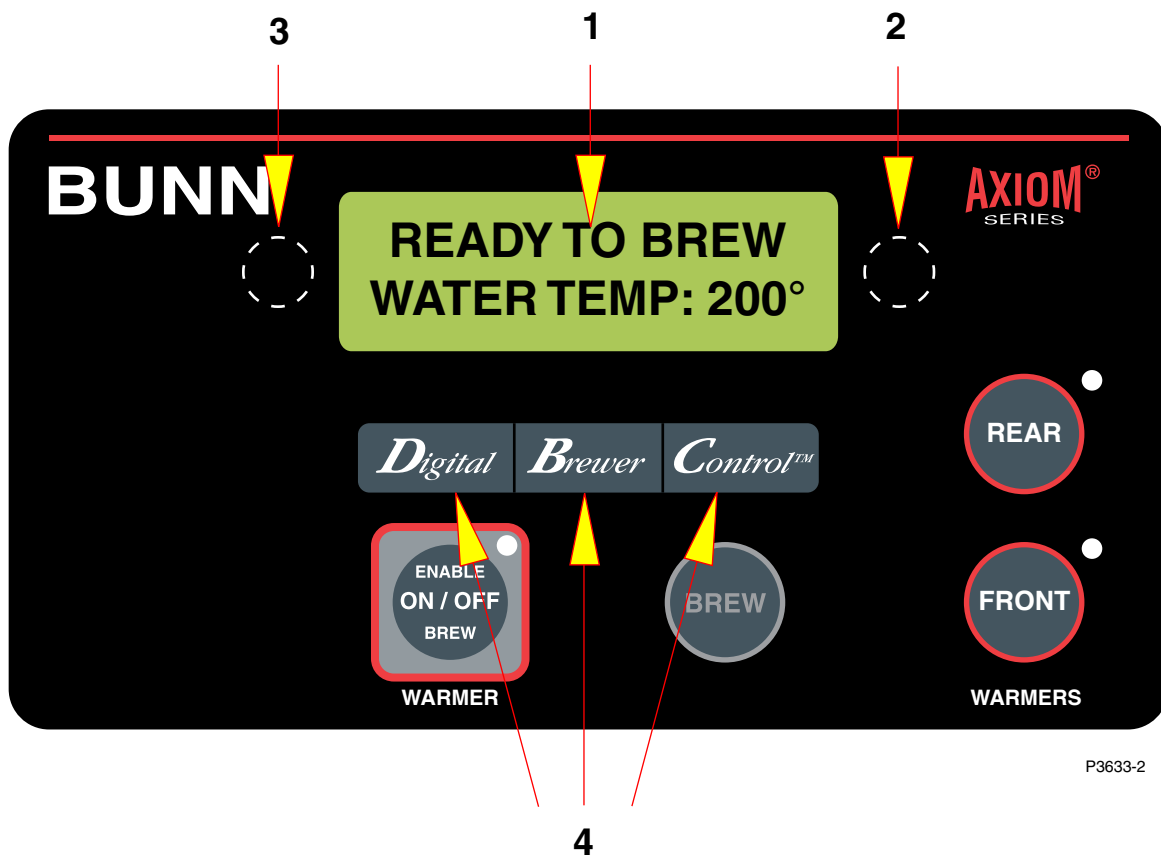 3 1 2
BUNN
AXIOM®
SERIES
READY TO BREW
WATER TEMP: 200°
REAR
Digital Brewer Control™
ENABLE
ON / OFF
BREW
BREW
FRONT
WARMER
WARMERS
P3633-2
4